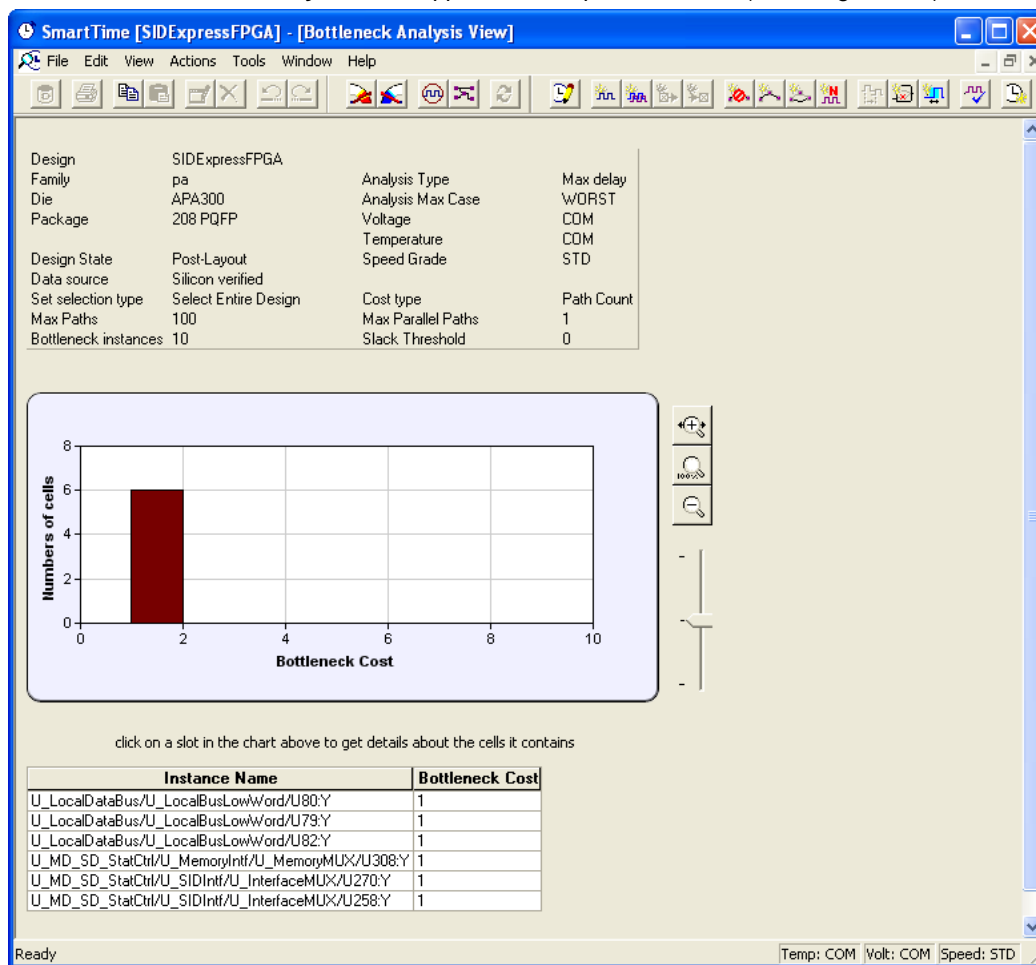 SmartTime [SIDExpressFPGA] - [Bottleneck Analysis View]
File Edit View Actions Tools Window Help
Design SIDExpressFPGA
Family pa Analysis Type Max delay
Die APA300 Analysis Max Case WORST
Package 208 PQFP Voltage COM
Temperature COM
Design State Post-Layout Speed Grade STD
Data source Silicon verified
Set selection type Select Entire Design Cost type Path Count
Max Paths 100 Max Parallel Paths 1
Bottleneck instances 10 Slack Threshold 0
8
6
4
2
0
Numbers of cells
0 2 4 6 8 10
Bottleneck Cost
100%
click on a slot in the chart above to get details about the cells it contains
Instance Name Bottleneck Cost
U_LocalDataBus/U_LocalBusLowWord/U80:Y 1
U_LocalDataBus/U_LocalBusLowWord/U79:Y 1
U_LocalDataBus/U_LocalBusLowWord/U82:Y 1
U_MD_SD_StatCtrl/U_MemoryIntf/U_MemoryMUX/U308:Y 1
U_MD_SD_StatCtrl/U_SIDIntf/U_InterfaceMUX/U270:Y 1
U_MD_SD_StatCtrl/U_SIDIntf/U_InterfaceMUX/U258:Y 1
Ready Temp: COM Volt: COM Speed: STD